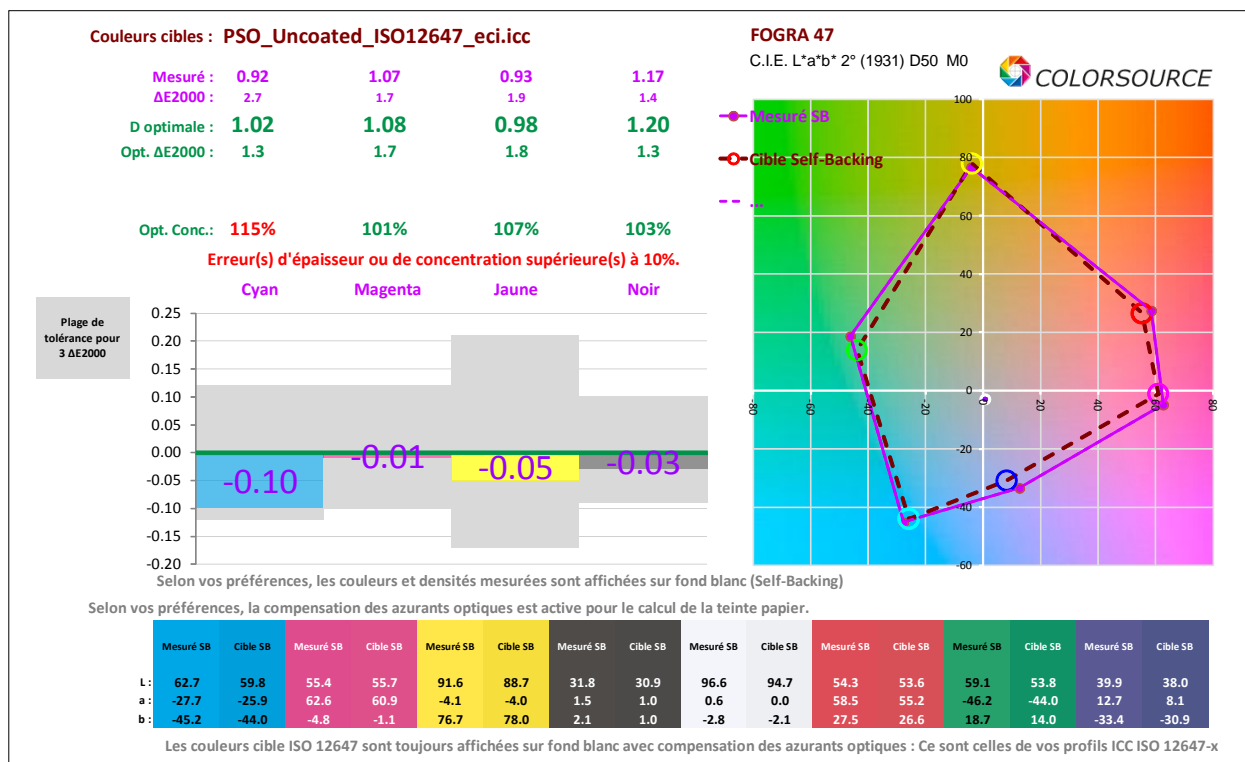 Couleurs cibles : PSO_Uncoated_ISO12647_eci.icc
Mesuré : 0.92 1.07 0.93 1.17
ΔE2000 : 2.7 1.7 1.9 1.4
D optimale : 1.02 1.08 0.98 1.20
Opt. ΔE2000 : 1.3 1.7 1.8 1.3
Opt. Conc.: 115% 101% 107% 103%
Erreur(s) d'épaisseur ou de concentration supérieure(s) à 10%.
Cyan Magenta Jaune Noir
Plage de
tolérance pour
3 ΔE2000
0.25
0.20
0.15
0.10
0.05
0.00
-0.05
-0.10
-0.15
-0.20
-0.10 -0.01 -0.05 -0.03
FOGRA 47
C.I.E. L*a*b* 2° (1931) D50 M0
COLORSOURCE
Mesuré SB
Cible Self-Backing
...
100
80
60
40
20
0
-20
-40
-60
-80 -60 -40 -20 0 20 40 60 80
Selon vos préférences, les couleurs et densités mesurées sont affichées sur fond blanc (Self-Backing)
Selon vos préférences, la compensation des azurants optiques est active pour le calcul de la teinte papier.
Mesuré SB Cible SB Mesuré SB Cible SB Mesuré SB Cible SB Mesuré SB Cible SB Mesuré SB Cible SB Mesuré SB Cible SB Mesuré SB Cible SB Mesuré SB Cible SB
L : 62.7 59.8 55.4 55.7 91.6 88.7 31.8 30.9 96.6 94.7 54.3 53.6 59.1 53.8 39.9 38.0
a : -27.7 -25.9 62.6 60.9 -4.1 -4.0 1.5 1.0 0.6 0.0 58.5 55.2 -46.2 -44.0 12.7 8.1
b : -45.2 -44.0 -4.8 -1.1 76.7 78.0 2.1 1.0 -2.8 -2.1 27.5 26.6 18.7 14.0 -33.4 -30.9
Les couleurs cible ISO 12647 sont toujours affichées sur fond blanc avec compensation des azurants optiques : Ce sont celles de vos profils ICC ISO 12647-x